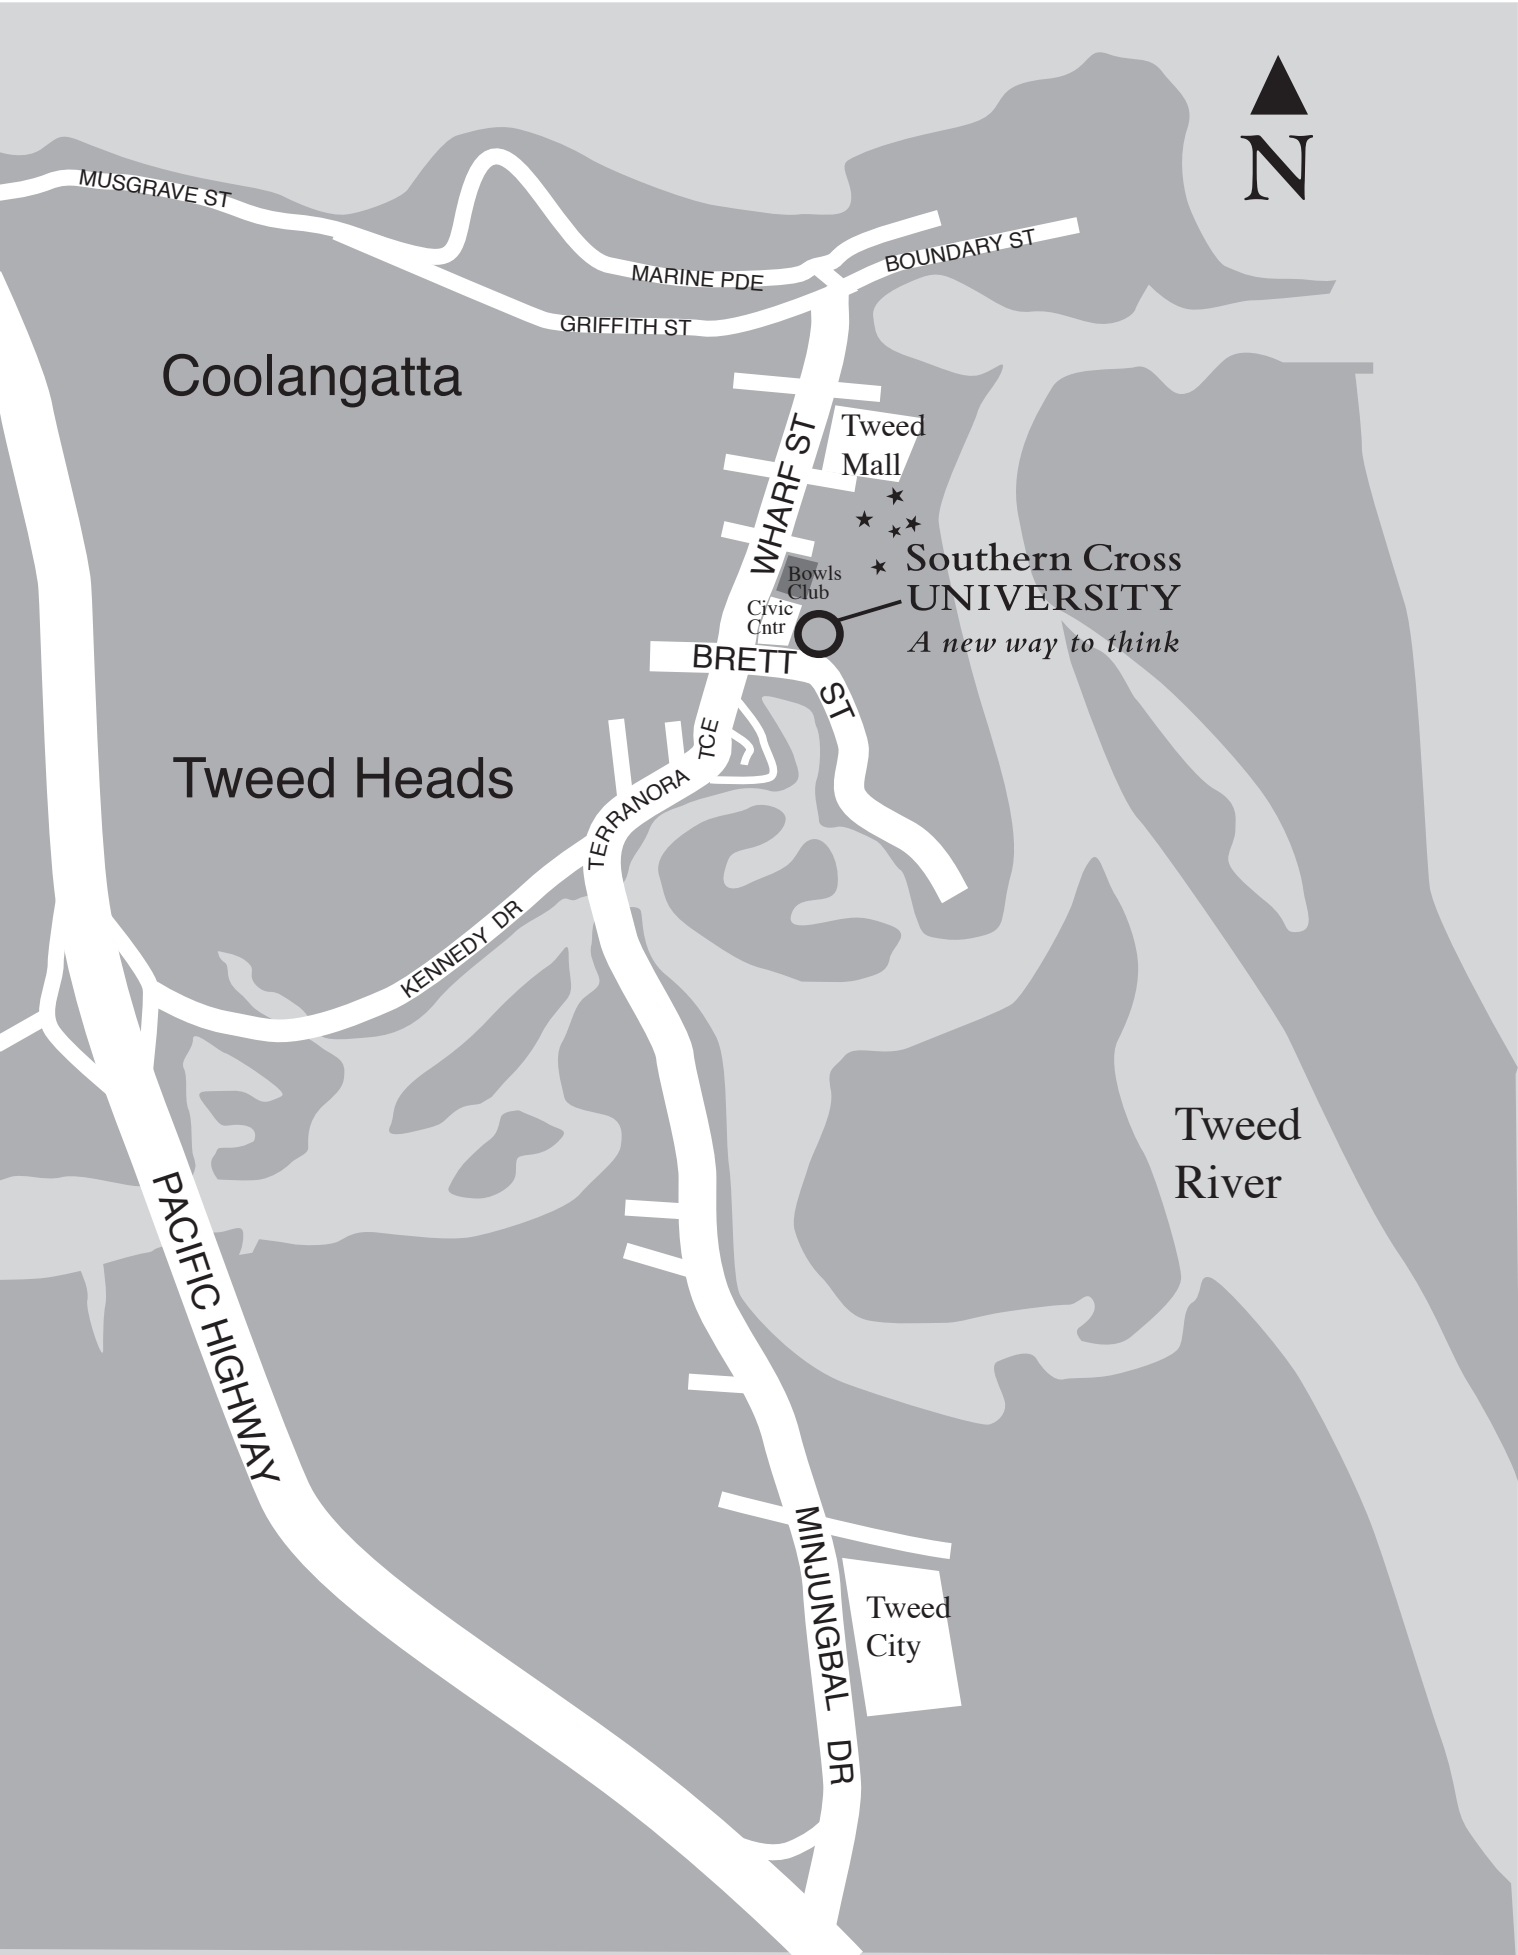 N
MUSGRAVE ST
MARINE PDE
BOUNDARY ST
GRIFFITH ST
Coolangatta
WHARF ST
Tweed
Mall
Southern Cross
UNIVERSITY
A new way to think
Bowls
Club
Civic
Cntr
BRETT ST
Tweed Heads
TERRANORA TCE
KENNEDY DR
Tweed
River
PACIFIC HIGHWAY
MINJUNGBAL DR
Tweed
City